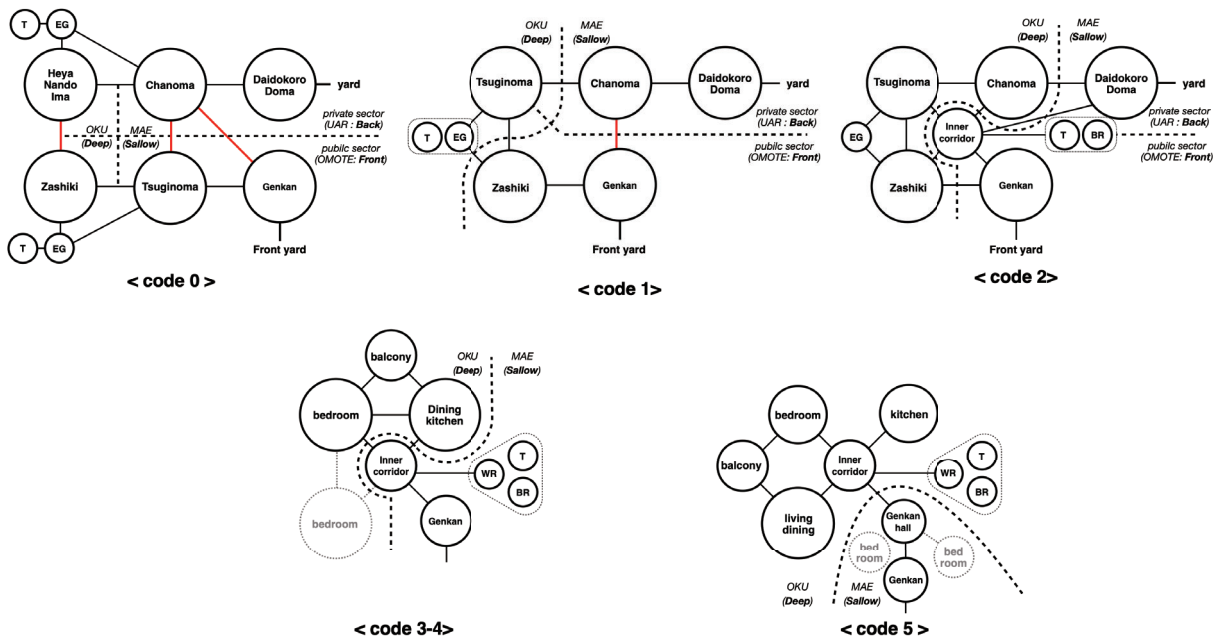 T
EG
Heya
Nando
Ima
Chanoma
Daidokoro
Doma
yard
OKU
(Deep)
MAE
(Sallow)
private sector
(UAR : Back)
pubilc sector
(OMOTE: Front)
Zashiki
Tsuginoma
Genkan
T
EG
Front yard
< code 0 >
OKU
(Deep)
MAE
(Sallow)
Tsuginoma
Chanoma
Daidokoro
Doma
yard
private sector
(UAR : Back)
pubilc sector
(OMOTE: Front)
T
EG
Zashiki
Genkan
Front yard
< code 1>
OKU
(Deep)
MAE
(Sallow)
Tsuginoma
Chanoma
Daidokoro
Doma
yard
private sector
(UAR : Back)
pubilc sector
(OMOTE: Front)
EG
Inner
corridor
T
BR
Zashiki
Genkan
Front yard
< code 2>
balcony
OKU
(Deep)
MAE
(Sallow)
bedroom
Dining
kitchen
Inner
corridor
WR
T
BR
bedroom
Genkan
< code 3-4>
bedroom
kitchen
balcony
Inner
corridor
WR
T
BR
living
dining
Genkan
hall
bed
room
bed
room
Genkan
OKU
(Deep)
MAE
(Sallow)
< code 5 >